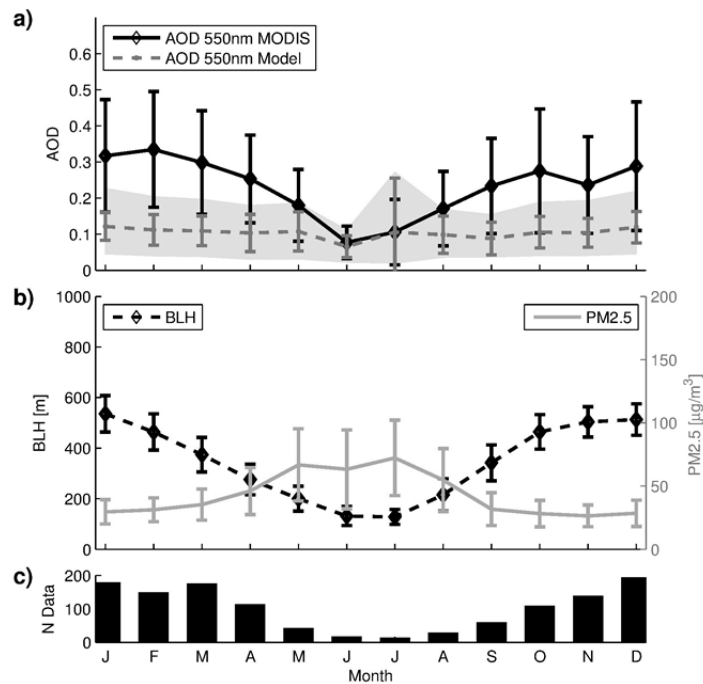 a)
AOD 550nm MODIS
AOD 550nm Model
0.6
0.5
0.4
0.3
0.2
0.1
0
AOD
b)
BLH
PM2.5
1000
800
600
400
200
0
BLH [m]
200
150
100
50
0
PM2.5 [µg/m³]
c)
200
100
0
N Data
J F M A M J J A S O N D
Month